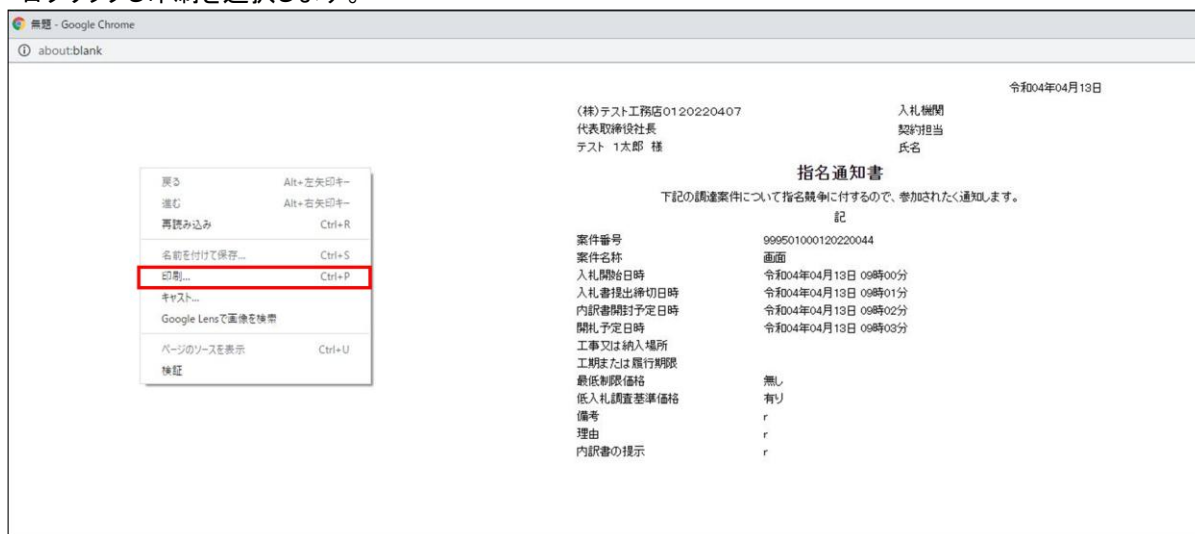 右クリックし印刷を選択します。
無題 - Google Chrome
about:blank
令和04年04月13日
(株)テスト工務店0120220407 入札機関
代表取締役社長 契約担当
テスト 1太郎 様 氏名
指名通知書
下記の調達案件について指名競争に付するので、参加されたく通知します。
記
戻る Alt+左矢印キー
進む Alt+右矢印キー
再読み込み Ctrl+R
名前を付けて保存... Ctrl+S
印刷... Ctrl+P
キャスト...
Google Lensで画像を検索
ページのソースを表示 Ctrl+U
検証
案件番号 999501000120220044
案件名称 画面
入札開始日時 令和04年04月13日 09時00分
入札書提出締切日時 令和04年04月13日 09時01分
内訳書開封予定日時 令和04年04月13日 09時02分
開札予定日時 令和04年04月13日 09時03分
工事又は納入場所
工期または履行期限
最低制限価格 無し
低入札調査基準価格 有り
備考 r
理由 r
内訳書の提示 r